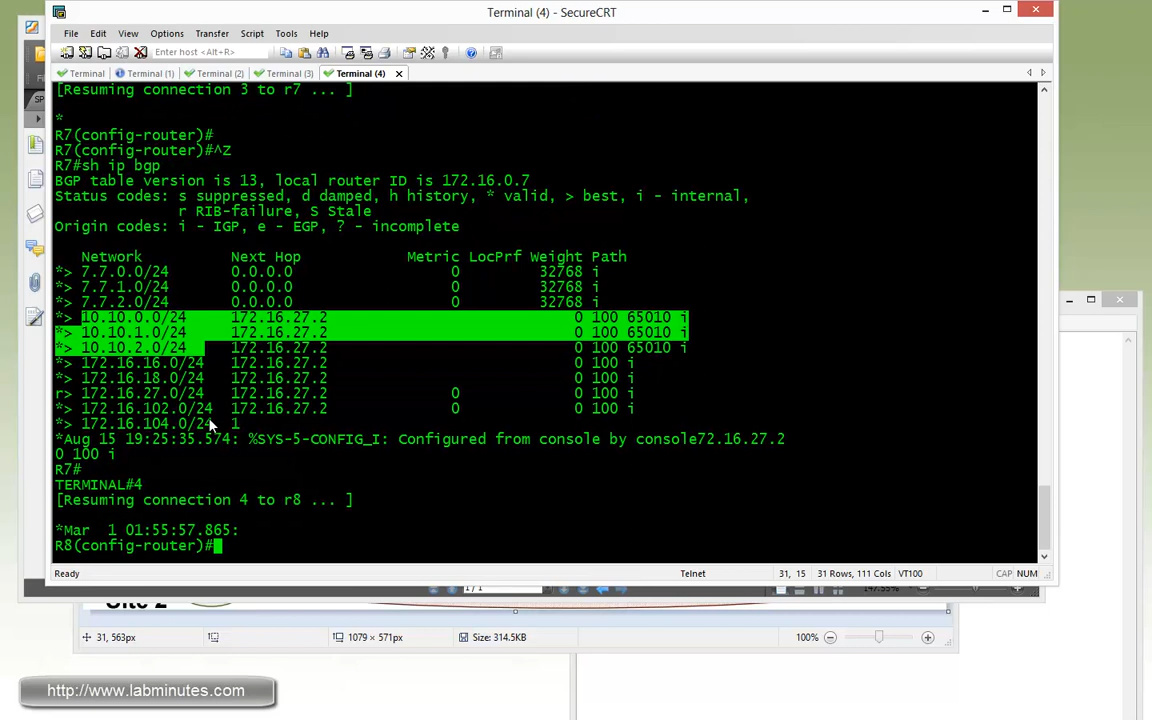 Terminal (4) - SecureCRT
File Edit View Options Transfer Script Tools Help
Enter host <Alt+R>
Terminal Terminal (1) Terminal (2) Terminal (3) Terminal (4)
[Resuming connection 3 to r7 ... ]
*
R7(config-router)#
R7(config-router)#^Z
R7#sh ip bgp
BGP table version is 13, local router ID is 172.16.0.7
Status codes: s suppressed, d damped, h history, * valid, > best, i - internal,
r RIB-failure, S Stale
Origin codes: i - IGP, e - EGP, ? - incomplete
Network Next Hop Metric LocPrf Weight Path
*> 7.7.0.0/24 0.0.0.0 0 32768 i
*> 7.7.1.0/24 0.0.0.0 0 32768 i
*> 7.7.2.0/24 0.0.0.0 0 32768 i
*> 10.10.0.0/24 172.16.27.2 0 100 65010 i
*> 10.10.1.0/24 172.16.27.2 0 100 65010 i
*> 10.10.2.0/24 172.16.27.2 0 100 65010 i
*> 172.16.16.0/24 172.16.27.2 0 100 i
*> 172.16.18.0/24 172.16.27.2 0 100 i
r> 172.16.27.0/24 172.16.27.2 0 0 100 i
*> 172.16.102.0/24 172.16.27.2 0 0 100 i
*> 172.16.104.0/24 1
*Aug 15 19:25:35.574: %SYS-5-CONFIG_I: Configured from console by console72.16.27.2
0 100 i
R7#
TERMINAL#4
[Resuming connection 4 to r8 ... ]
*Mar 1 01:55:57.865:
R8(config-router)#
Ready Telnet 31, 15 31 Rows, 111 Cols VT100 CAP NUM
1 / 1 147.55%
Site 2
31, 563px 1079 × 571px Size: 314.5KB 100%
http://www.labminutes.com